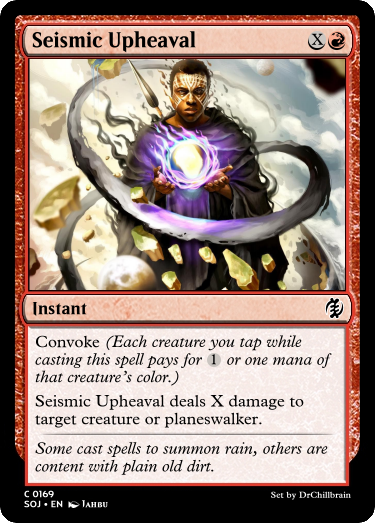 Seismic Upheaval X
Instant
Convoke (Each creature you tap while
casting this spell pays for 1 or one mana of
that creature's color.)
Seismic Upheaval deals X damage to
target creature or planeswalker.
Some cast spells to summon rain, others are
content with plain old dirt.
C 0169
SOJ • EN 1AHBU
Set by DrChillbrain